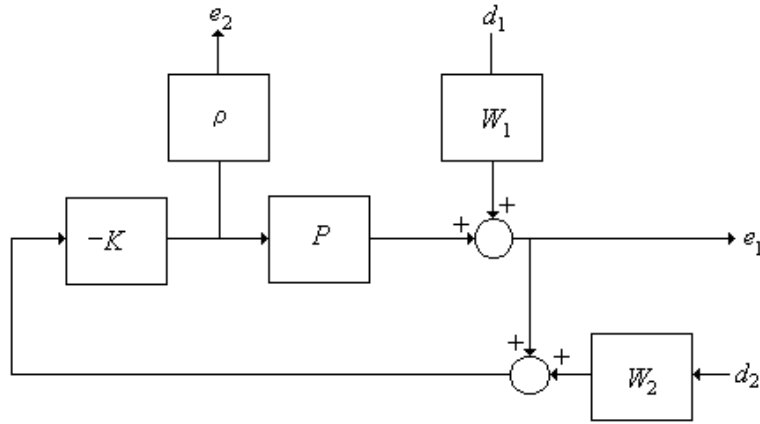 e₂
d₁
ρ
W₁
+
−K
P
+
e₁
+
+
W₂
d₂